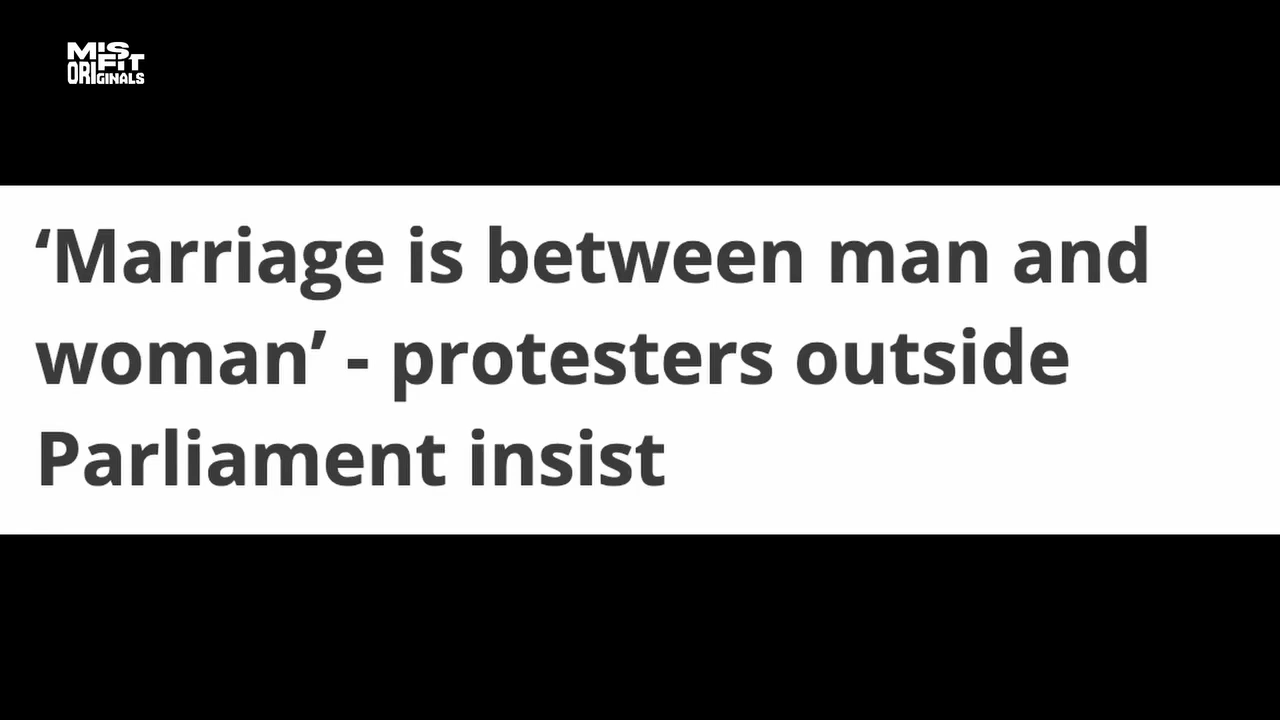 MISFIT
ORIGINALS
‘Marriage is between man and
woman’ - protesters outside
Parliament insist